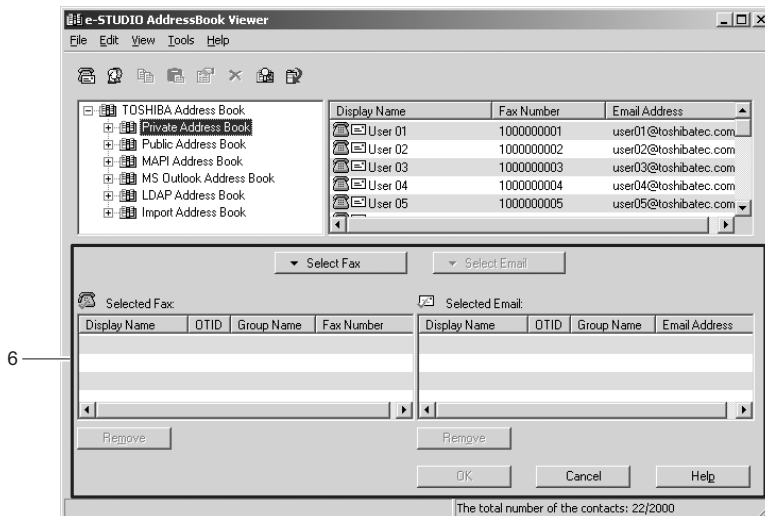 e-STUDIO AddressBook Viewer
File Edit View Tools Help
TOSHIBA Address Book
Private Address Book
Public Address Book
MAPI Address Book
MS Outlook Address Book
LDAP Address Book
Import Address Book
Display Name Fax Number Email Address
User 01 1000000001 user01@toshibatec.com
User 02 1000000002 user02@toshibatec.com
User 03 1000000003 user03@toshibatec.com
User 04 1000000004 user04@toshibatec.com
User 05 1000000005 user05@toshibatec.com
Select Fax Select Email
Selected Fax: Selected Email:
Display Name OTID Group Name Fax Number Display Name OTID Group Name Email Address
6
Remove Remove
OK Cancel Help
The total number of the contacts: 22/2000